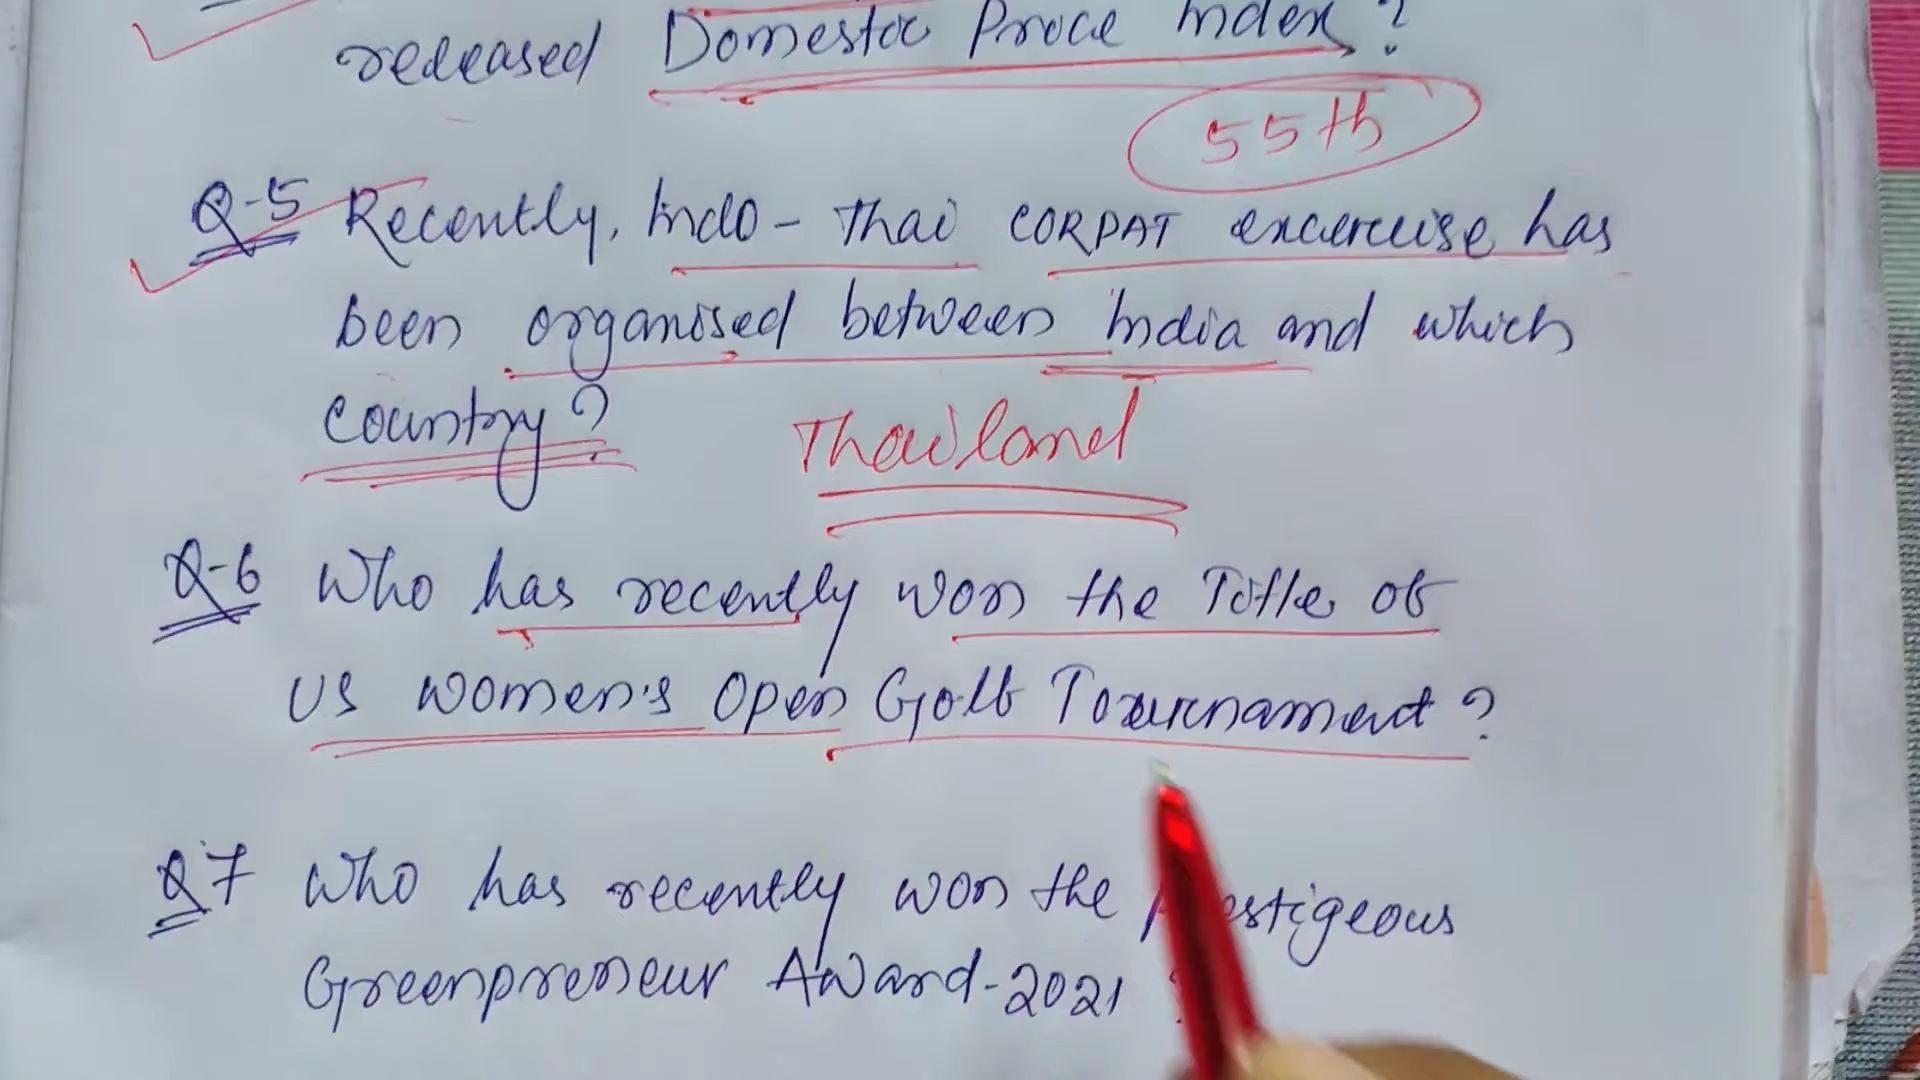 released Domestic Price Index?
55th
Q-5 Recently, Indo-Thai CORPAT excercise has
been organised between India and which
country?
Thailand
Q-6 Who has recently won the Title of
US Women's Open Golf Tournament?
Q7 Who has recently won the
Greenpreneur Award-2021